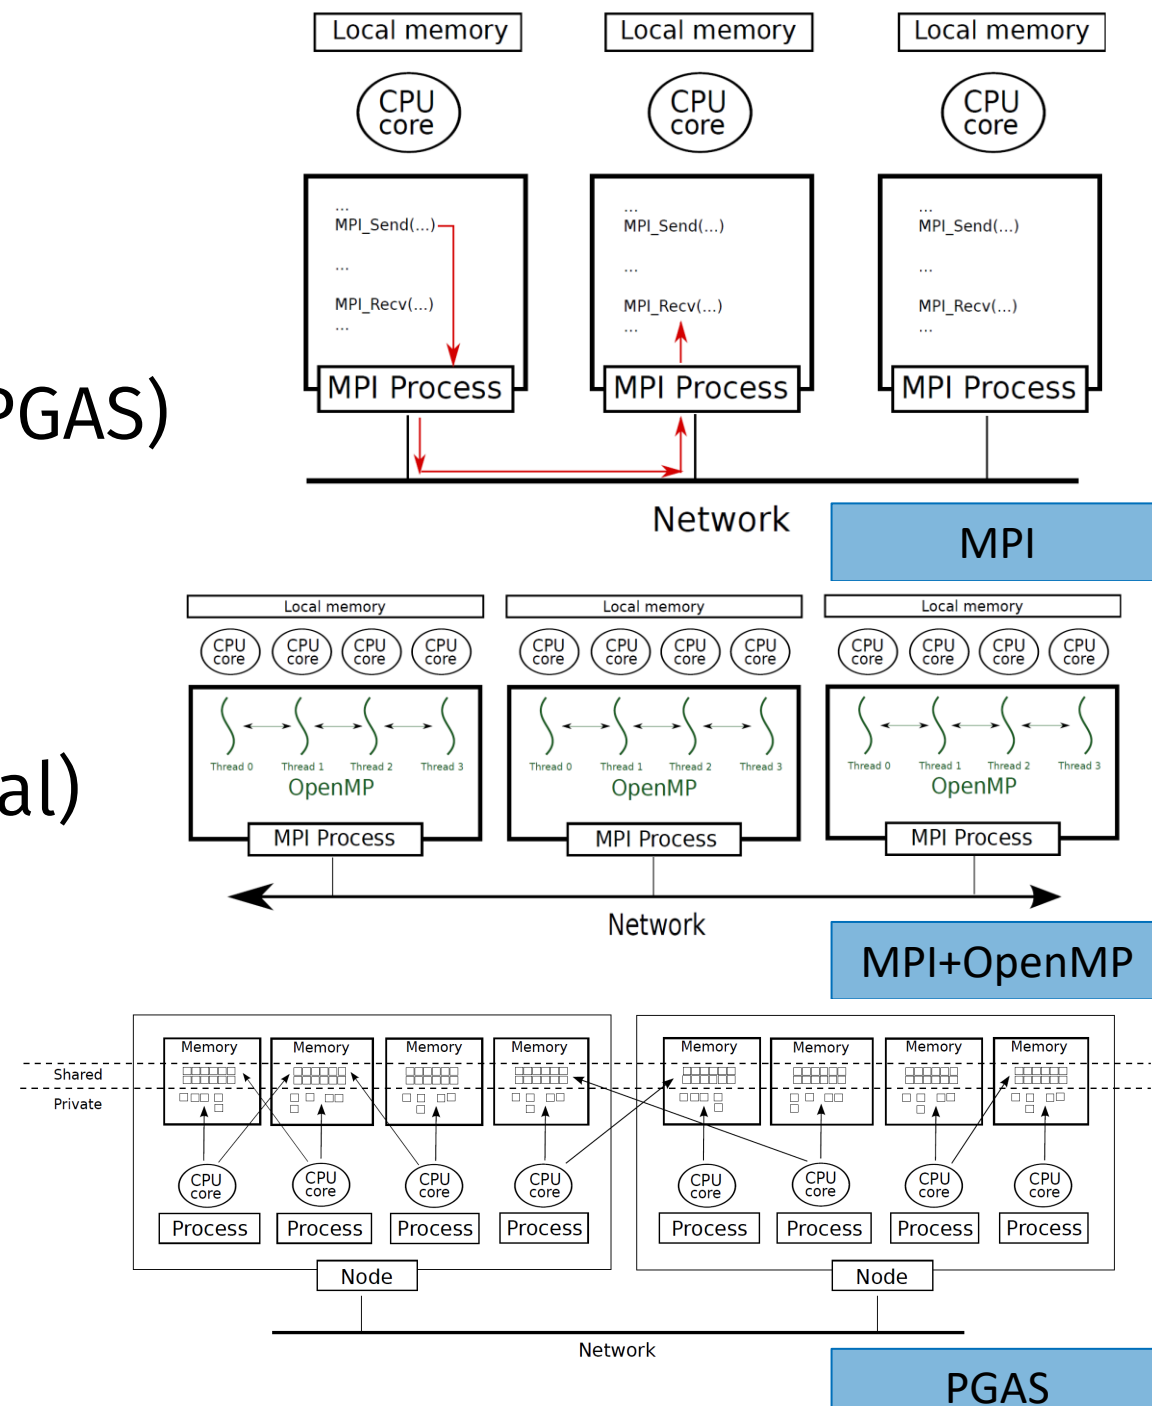 Local memory Local memory Local memory
CPU core CPU core CPU core
... ... ...
MPI_Send(...) MPI_Send(...) MPI_Send(...)
... ... ...
MPI_Recv(...) MPI_Recv(...) MPI_Recv(...)
... ... ...
MPI Process MPI Process MPI Process
PGAS)
Network
MPI
Local memory Local memory Local memory
CPU core CPU core CPU core CPU core CPU core CPU core CPU core CPU core CPU core CPU core CPU core CPU core
Thread 0 Thread 1 Thread 2 Thread 3 Thread 0 Thread 1 Thread 2 Thread 3 Thread 0 Thread 1 Thread 2 Thread 3
OpenMP OpenMP OpenMP
al)
MPI Process MPI Process MPI Process
Network
MPI+OpenMP
Memory Memory Memory Memory Memory Memory Memory Memory
Shared
Private
CPU core CPU core CPU core CPU core CPU core CPU core CPU core CPU core
Process Process Process Process Process Process Process Process
Node Node
Network
PGAS